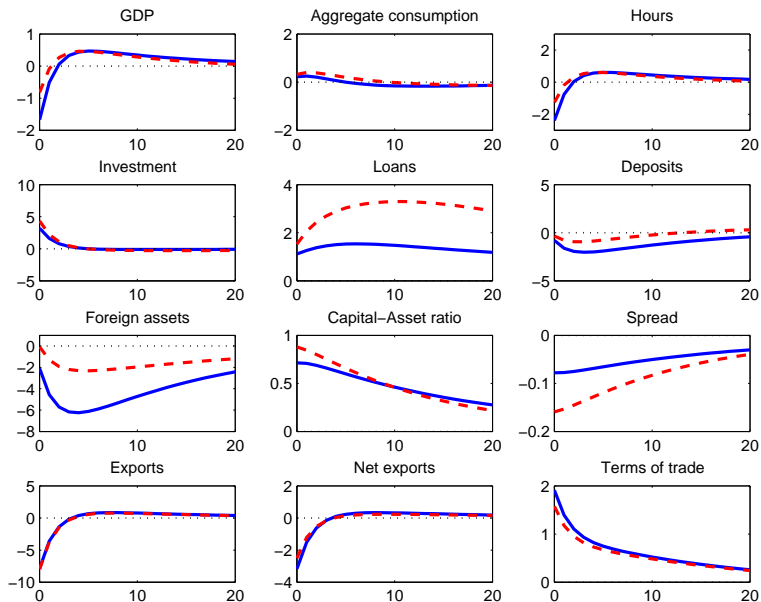 GDP Aggregate consumption Hours
1 2 2
0 0 0
−1
−2 −2 −2
0 10 20 0 10 20 0 10 20
Investment Loans Deposits
10 4 5
5 2 0
0
−5 0 −5
0 10 20 0 10 20 0 10 20
Foreign assets Capital−Asset ratio Spread
0 1 0
−2
−4 0.5 −0.1
−6
−8 0 −0.2
0 10 20 0 10 20 0 10 20
Exports Net exports Terms of trade
5 2 2
0 0 1
−5 −2
−10 −4 0
0 10 20 0 10 20 0 10 20